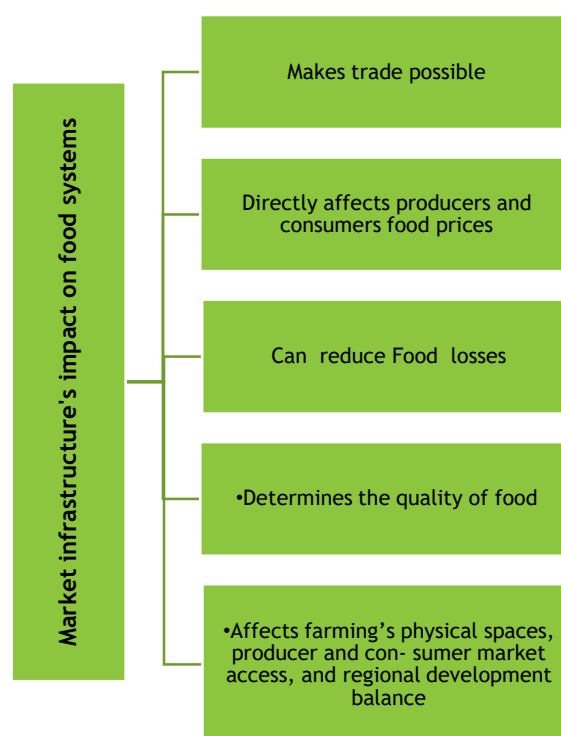 Market infrastructure's impact on food systems
Makes trade possible
Directly affects producers and
consumers food prices
Can  reduce Food  losses
•Determines the quality of food
•Affects farming’s physical spaces,
producer and con- sumer market
access, and regional development
balance